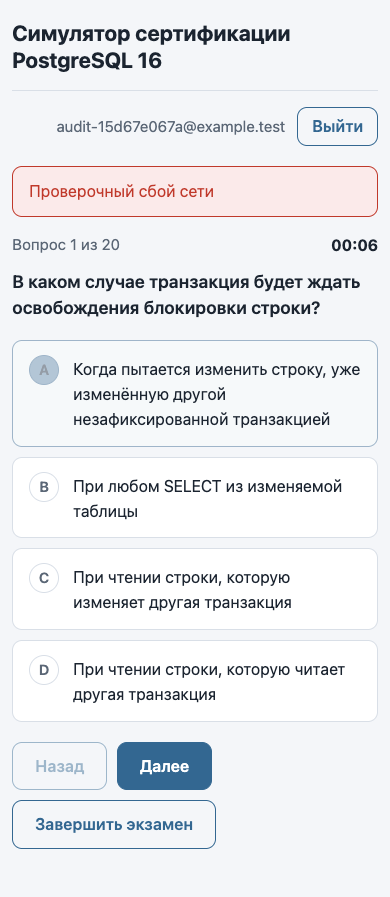 Симулятор сертификации
PostgreSQL 16
audit-15d67e067a@example.test
Выйти
Проверочный сбой сети
Вопрос 1 из 20
00:06
В каком случае транзакция будет ждать
освобождения блокировки строки?
A
Когда пытается изменить строку, уже
изменённую другой
незафиксированной транзакцией
B
При любом SELECT из изменяемой
таблицы
C
При чтении строки, которую
изменяет другая транзакция
D
При чтении строки, которую читает
другая транзакция
Назад
Далее
Завершить экзамен